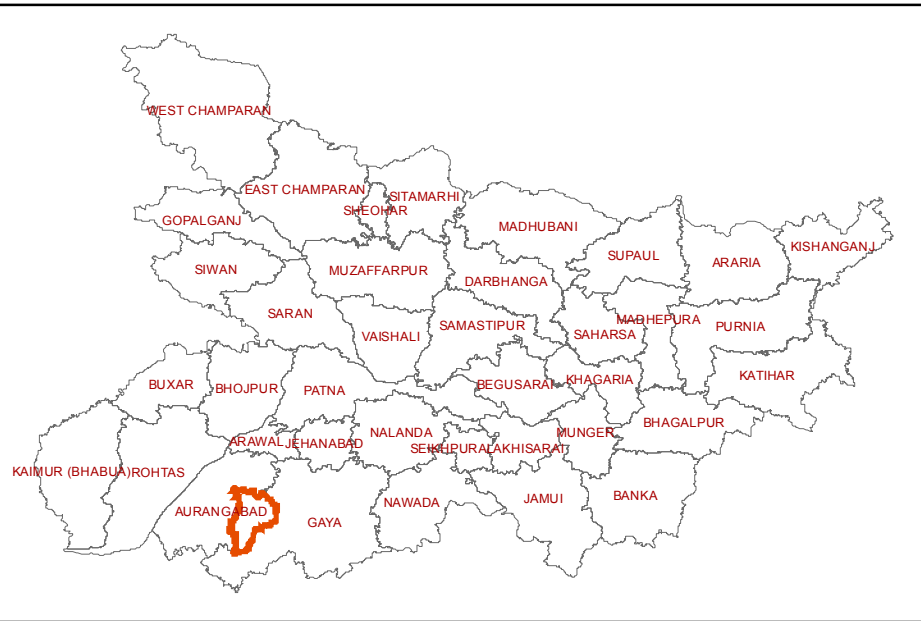 WEST CHAMPARAN
EAST CHAMPARAN
SITAMARHI
SHEOHAR
GOPALGANJ
MADHUBANI
KISHANGANJ
SUPAUL
ARARIA
SIWAN
MUZAFFARPUR
DARBHANGA
SARAN
VAISHALI
SAMASTIPUR
SAHARSA
MADHEPURA
PURNIA
BUXAR
BHOJPUR
PATNA
BEGUSARAI
KHAGARIA
KATIHAR
ARAWAL
JEHANABAD
NALANDA
SEIKHPURA
LAKHISARAI
MUNGER
BHAGALPUR
KAIMUR (BHABUA)
ROHTAS
AURANGABAD
GAYA
NAWADA
JAMUI
BANKA